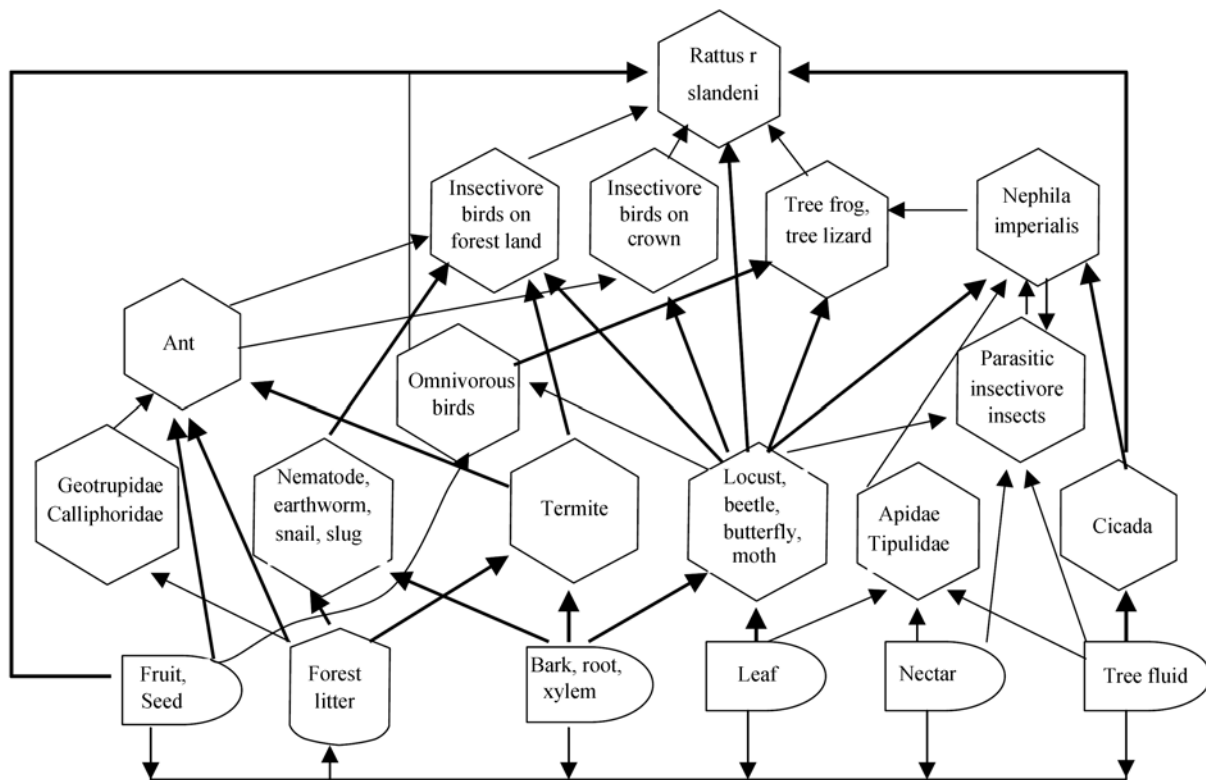 Rattus r
slandeni
Insectivore
birds on
forest land
Insectivore
birds on
crown
Tree frog,
tree lizard
Nephila
imperialis
Ant
Omnivorous
birds
Parasitic
insectivore
insects
Geotrupidae
Calliphoridae
Nematode,
earthworm,
snail, slug
Termite
Locust,
beetle,
butterfly,
moth
Apidae
Tipulidae
Cicada
Fruit,
Seed
Forest
litter
Bark, root,
xylem
Leaf
Nectar
Tree fluid